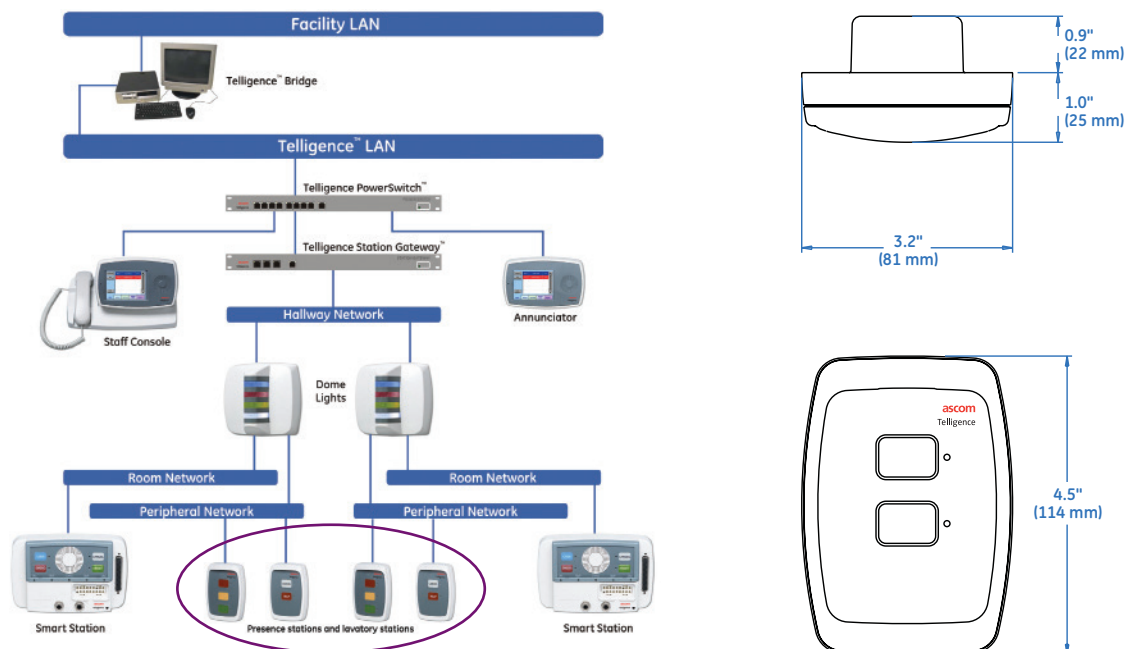 Facility LAN
Telligence™ Bridge
Telligence™ LAN
Telligence PowerSwitch™
Telligence Station Gateway™
Hallway Network
Staff Console
Annunciator
Dome
Lights
Room Network
Room Network
Peripheral Network
Peripheral Network
Smart Station
Presence stations and lavatory stations
Smart Station
0.9"
(22 mm)
1.0"
(25 mm)
3.2"
(81 mm)
ascom
Telligence
4.5"
(114 mm)